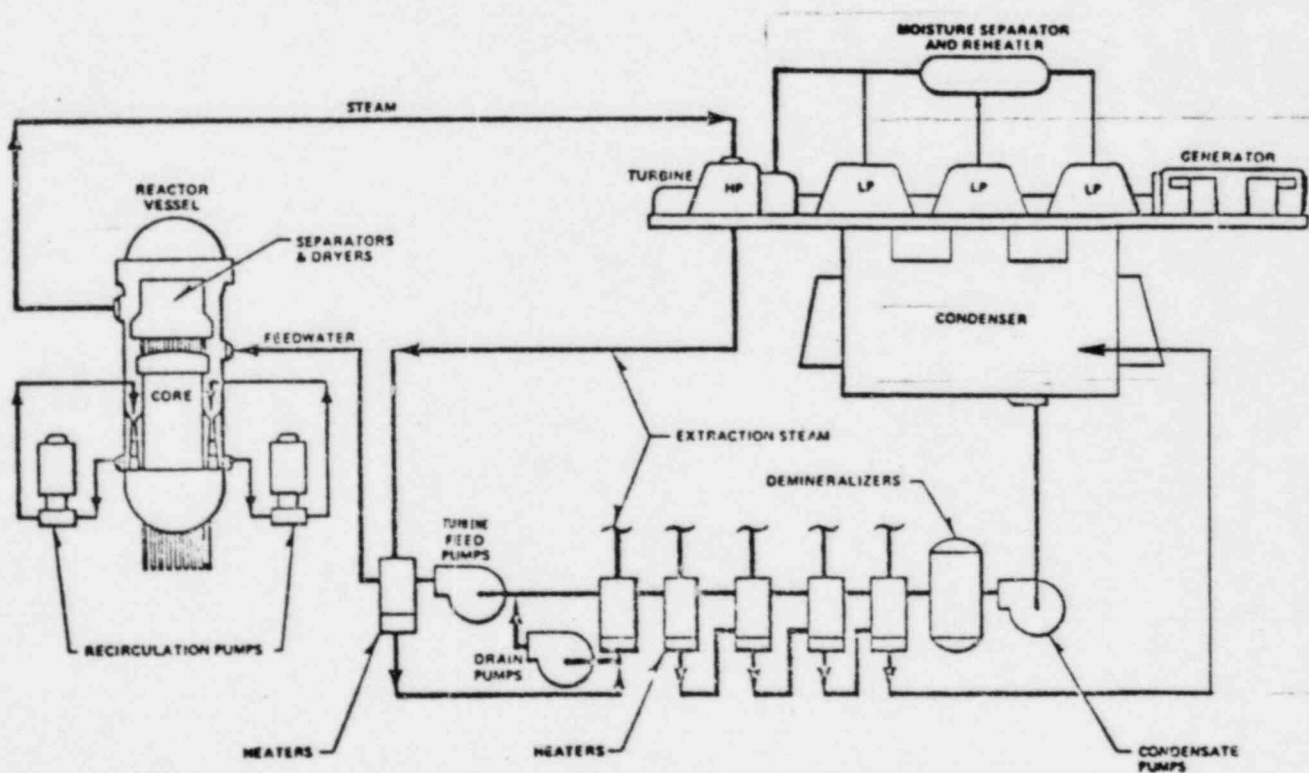 MOISTURE SEPARATOR
AND REHEATER
STEAM
TURBINE
HP
LP
LP
LP
GENERATOR
REACTOR
VESSEL
SEPARATORS
& DRYERS
FEEDWATER
CONDENSER
CORE
EXTRACTION STEAM
DEMINERALIZERS
TURBINE
FEED
PUMPS
RECIRCULATION PUMPS
DRAIN
PUMPS
HEATERS
HEATERS
CONDENSATE
PUMPS